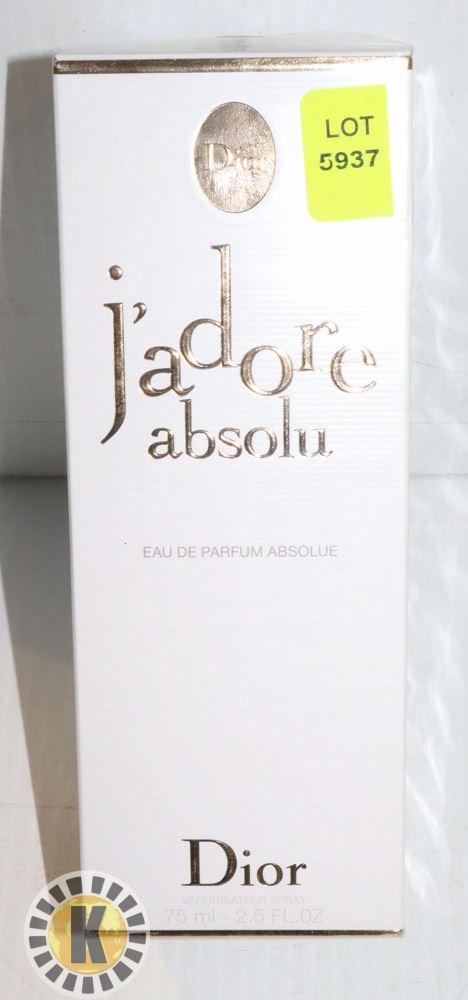 LOT
5937
Dior
j'adore
absolu
EAU DE PARFUM ABSOLUE
Dior
VAPORISATEUR SPRAY
75 ml - 2.5 FL.OZ
K